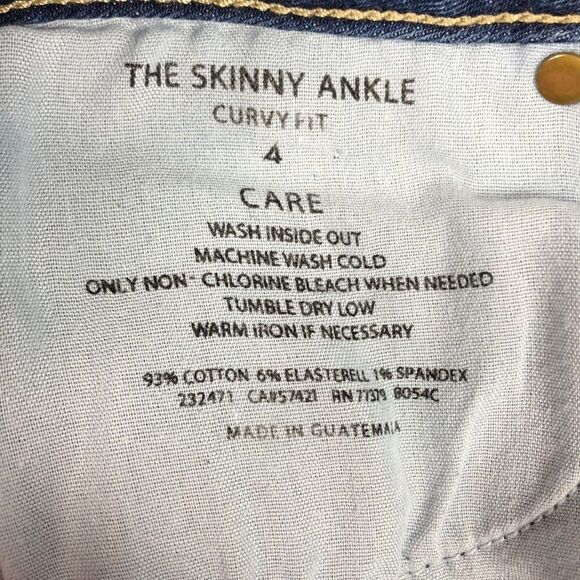 THE SKINNY ANKLE
CURVY FIT
4
CARE
WASH INSIDE OUT
MACHINE WASH COLD
ONLY NON - CHLORINE BLEACH WHEN NEEDED
TUMBLE DRY LOW
WARM IRON IF NECESSARY
93% COTTON 6% ELASTERELL 1% SPANDEX
232471 CA#57421 RN 77379 8054C
MADE IN GUATEMALA